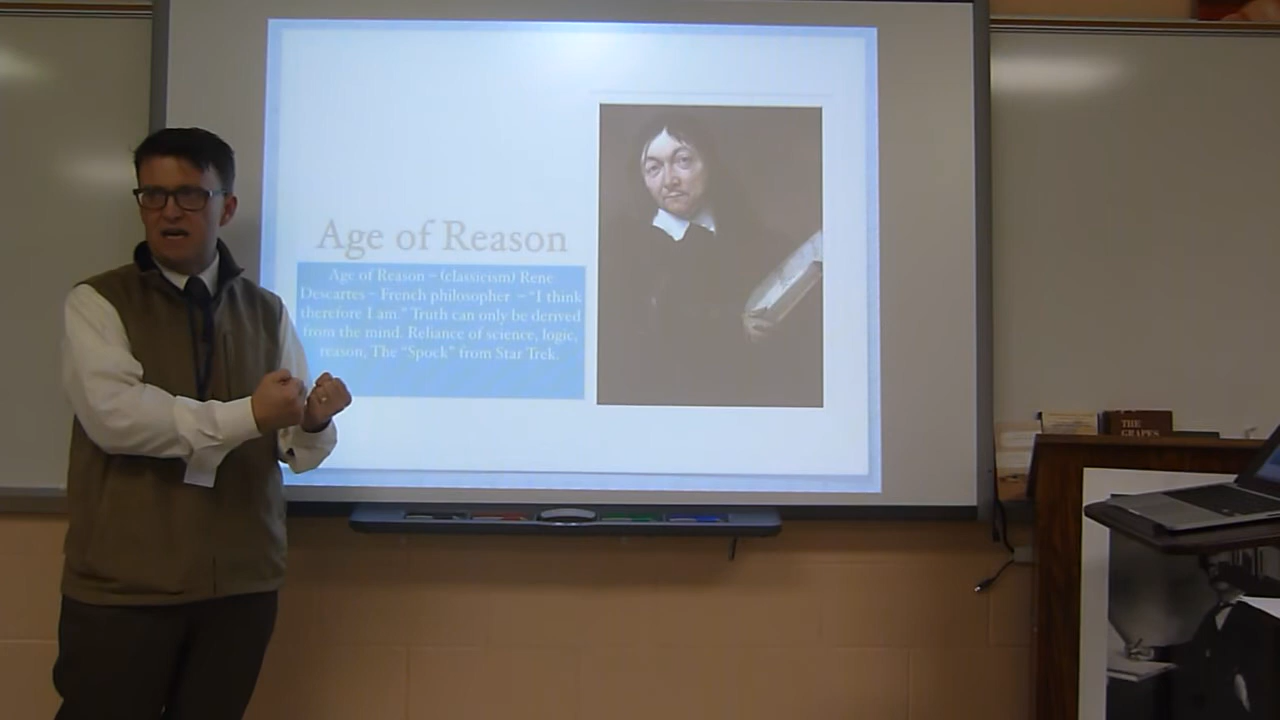 Age of Reason
Age of Reason – (classicism) Rene
Descartes – French philosopher – "I think
therefore I am." Truth can only be derived
from the mind. Reliance of science, logic,
reason, The "Spock" from Star Trek.
THE
GRAPES